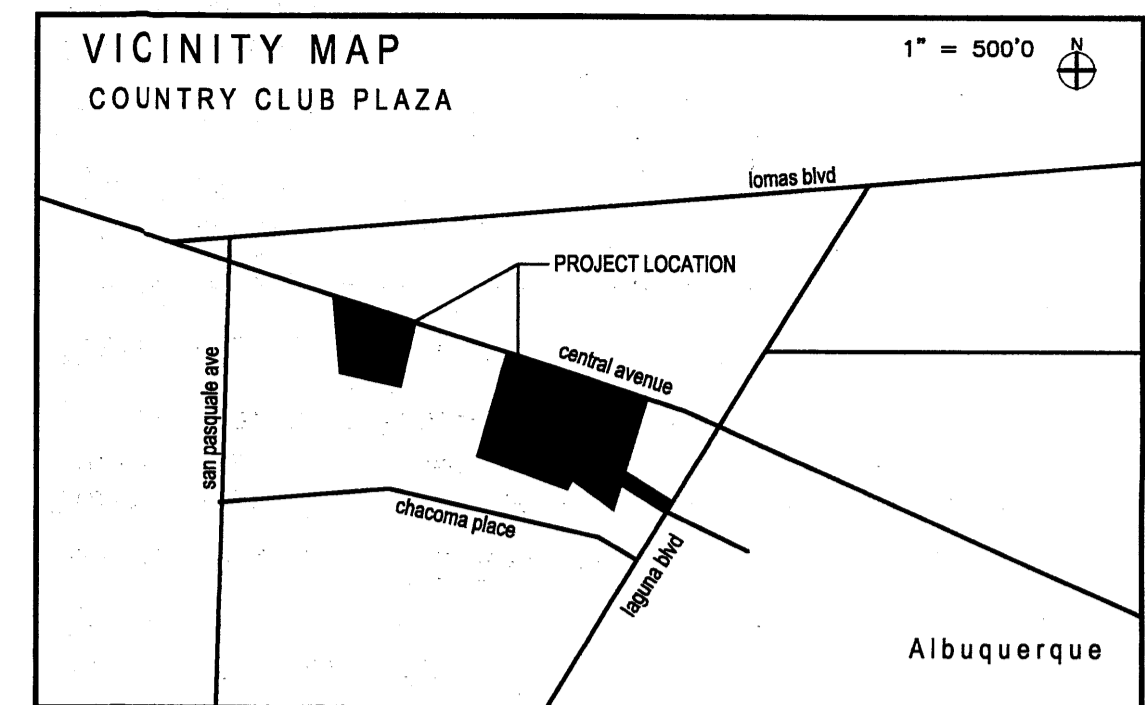 VICINITY MAP
1" = 500'0
N
COUNTRY CLUB PLAZA
lomas blvd
PROJECT LOCATION
central avenue
san pasquale ave
chacoma place
laguna blvd
Albuquerque